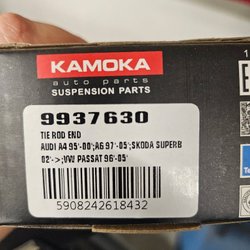 KAMOKA
auto parts
SUSPENSION PARTS
9937630
TIE ROD END
AUDI A4 95'-00';A6 97'-05';SKODA SUPERB
02'->;VW PASSAT 96'-05'
5908242618432